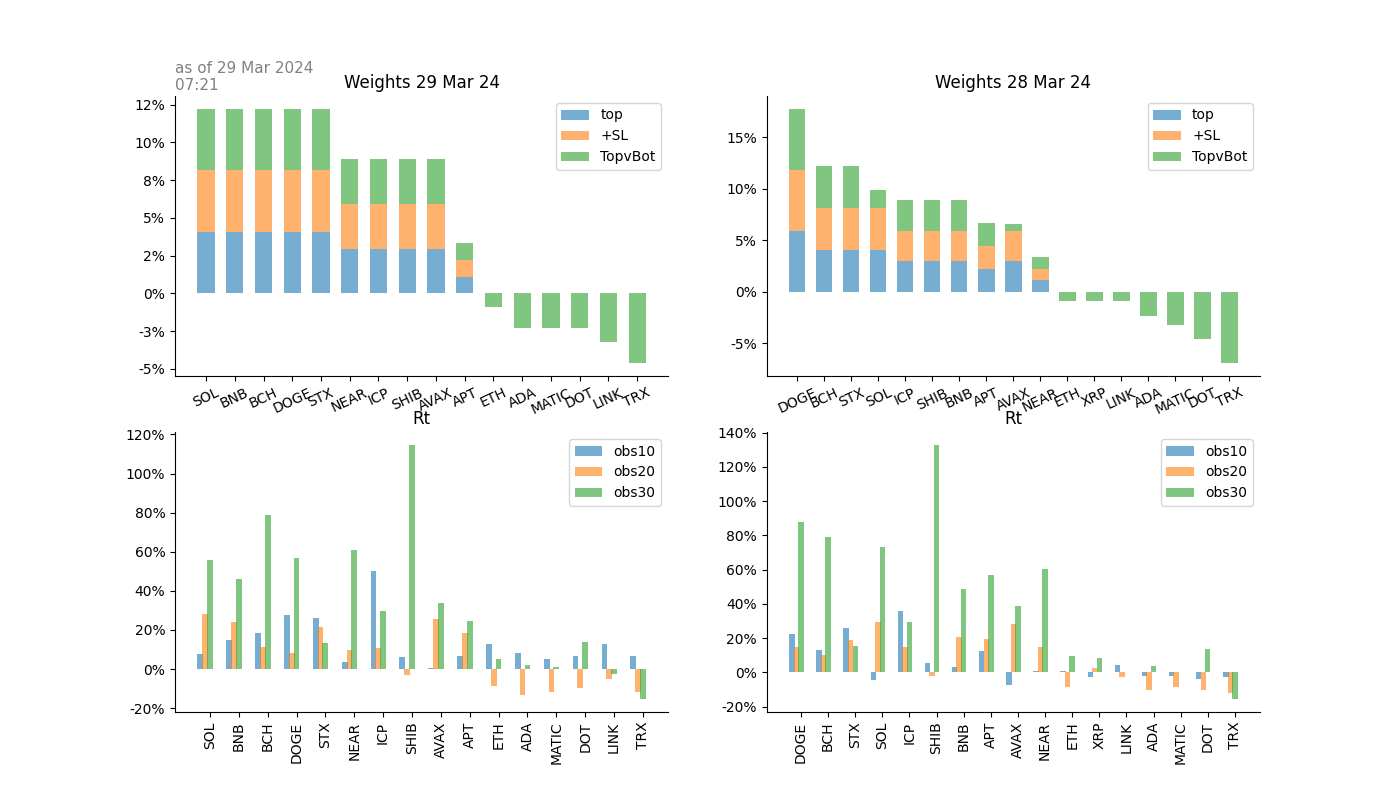 as of 29 Mar 2024
07:21
Weights 29 Mar 24
12%
10%
8%
5%
2%
0%
-3%
-5%
top
+SL
TopvBot
SOL BNB BCH DOGE STX NEAR ICP SHIB AVAX APT ETH ADA MATIC DOT LINK TRX
Weights 28 Mar 24
15%
10%
5%
0%
-5%
top
+SL
TopvBot
DOGE BCH STX SOL ICP SHIB BNB APT AVAX NEAR ETH XRP LINK ADA MATIC DOT TRX
Rt
120%
100%
80%
60%
40%
20%
0%
-20%
obs10
obs20
obs30
SOL BNB BCH DOGE STX NEAR ICP SHIB AVAX APT ETH ADA MATIC DOT LINK TRX
Rt
140%
120%
100%
80%
60%
40%
20%
0%
-20%
obs10
obs20
obs30
DOGE BCH STX SOL ICP SHIB BNB APT AVAX NEAR ETH XRP LINK ADA MATIC DOT TRX